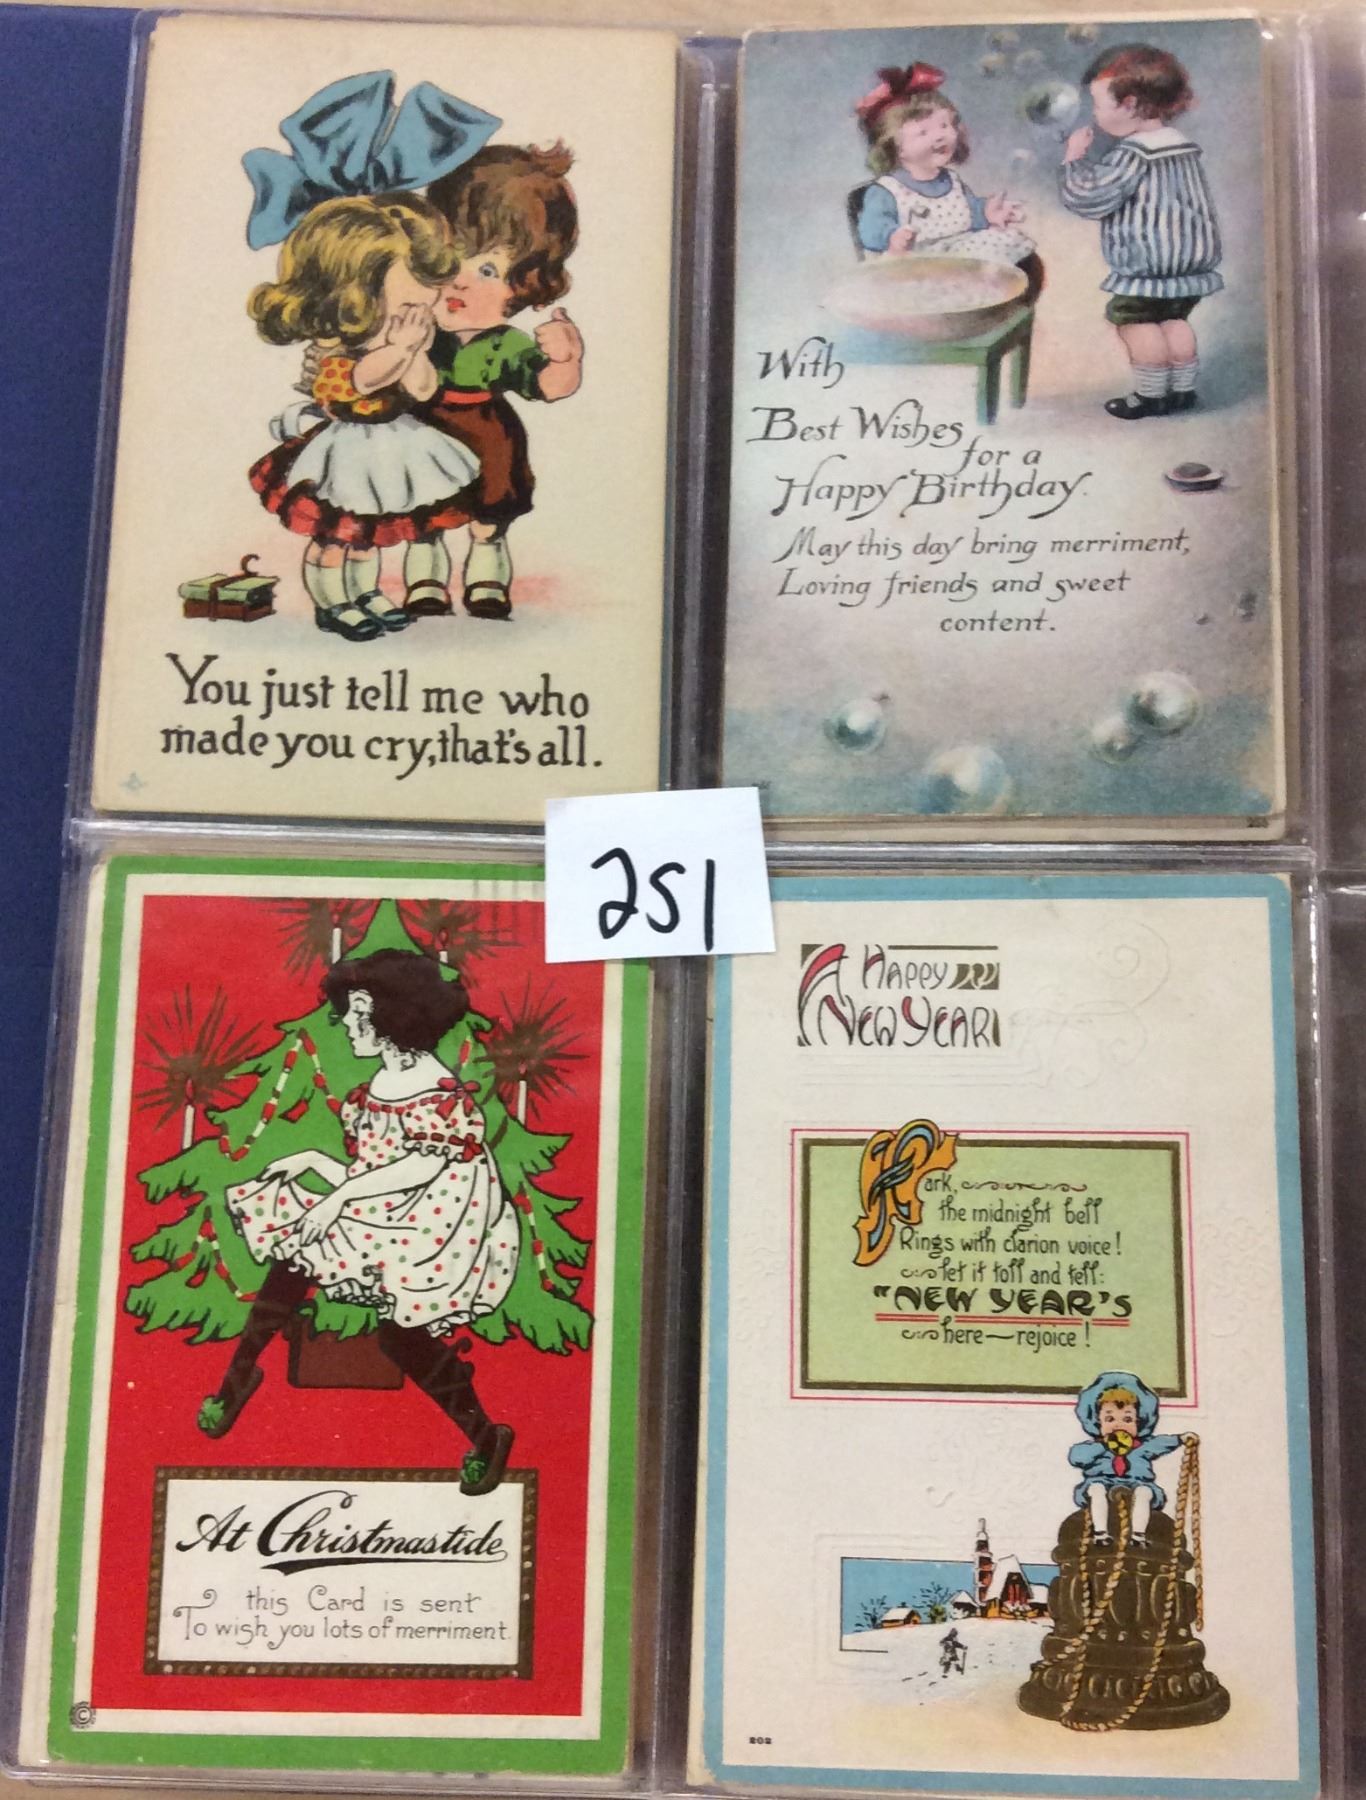 You just tell me who
made you cry, that's all.
With
Best Wishes
for a
Happy Birthday.
May this day bring merriment,
Loving friends and sweet
content.
251
At Christmastide
this Card is sent
To wish you lots of merriment.
©
A Happy
New Year
Hark,
the midnight bell
Rings with clarion voice!
let it toll and tell:
"NEW YEAR'S
here—rejoice!
202